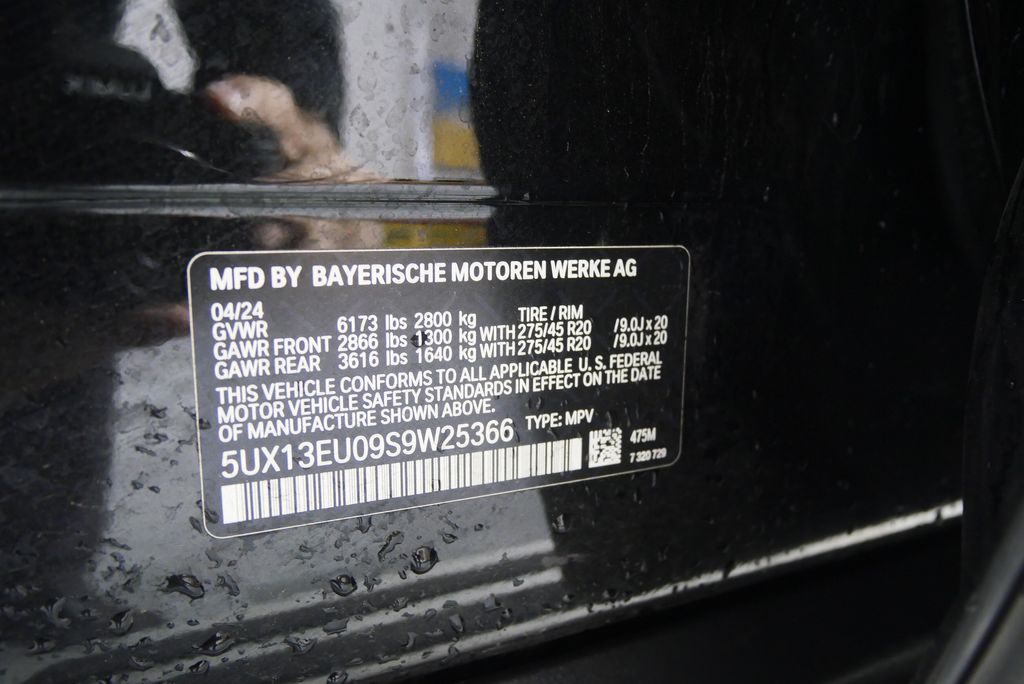 MFD BY BAYERISCHE MOTOREN WERKE AG
04/24 TIRE / RIM
GVWR 6173 lbs 2800 kg
GAWR FRONT 2866 lbs 1300 kg WITH 275/45 R20 /9.0J x 20
GAWR REAR 3616 lbs 1640 kg WITH 275/45 R20 /9.0J x 20
THIS VEHICLE CONFORMS TO ALL APPLICABLE U. S. FEDERAL
MOTOR VEHICLE SAFETY STANDARDS IN EFFECT ON THE DATE
OF MANUFACTURE SHOWN ABOVE. TYPE: MPV
5UX13EU09S9W25366
475M
7 320 729